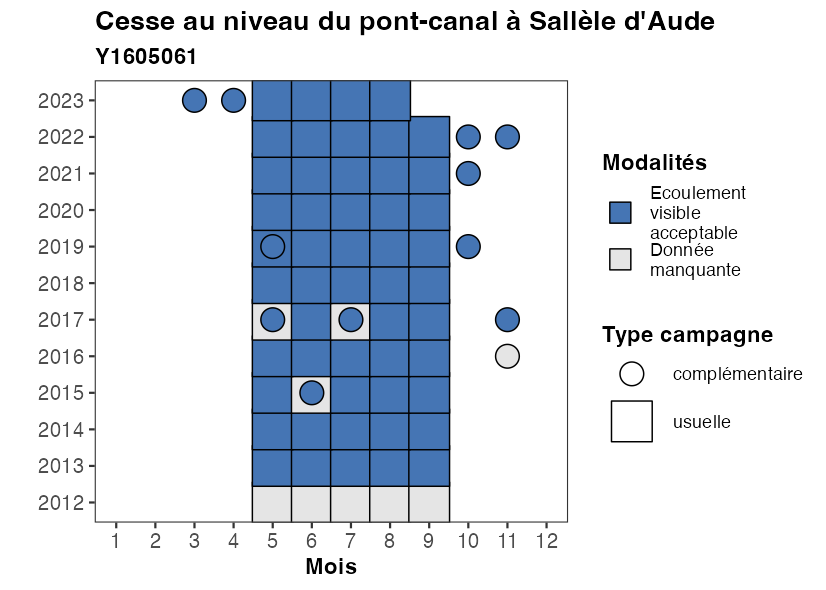 Cesse au niveau du pont-canal à Sallèle d'Aude
Y1605061
2023
2022
2021
2020
2019
2018
2017
2016
2015
2014
2013
2012
1 2 3 4 5 6 7 8 9 10 11 12
Mois
Modalités
Ecoulement
visible
acceptable
Donnée
manquante
Type campagne
complémentaire
usuelle